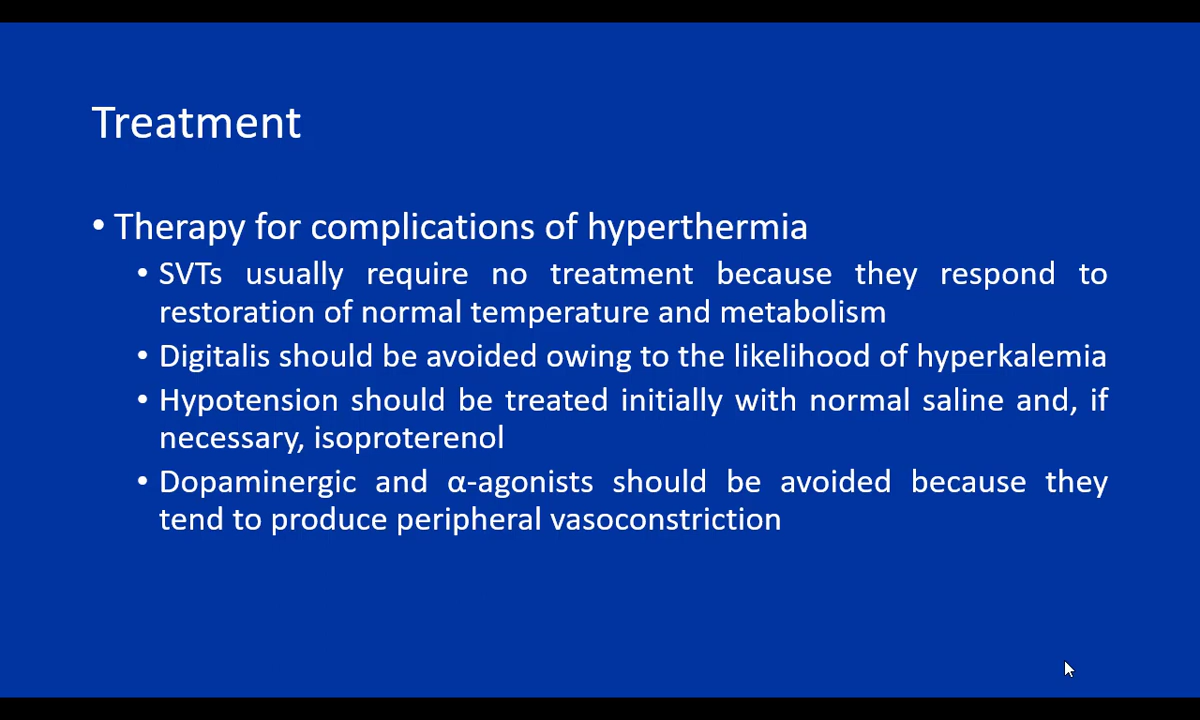 Treatment
• Therapy for complications of hyperthermia
• SVTs usually require no treatment because they respond to
restoration of normal temperature and metabolism
• Digitalis should be avoided owing to the likelihood of hyperkalemia
• Hypotension should be treated initially with normal saline and, if
necessary, isoproterenol
• Dopaminergic and α-agonists should be avoided because they
tend to produce peripheral vasoconstriction